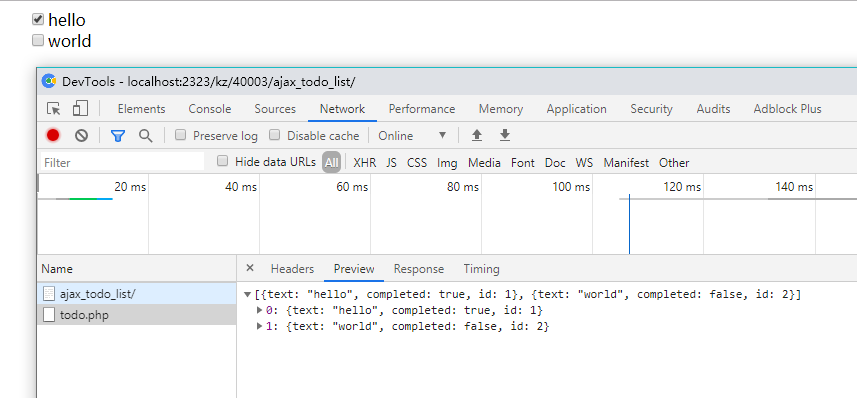 hello
world
DevTools - localhost:2323/kz/40003/ajax_todo_list/
Elements Console Sources Network Performance Memory Application Security Audits Adblock Plus
Preserve log Disable cache Online
Filter Hide data URLs All XHR JS CSS Img Media Font Doc WS Manifest Other
20 ms 40 ms 60 ms 80 ms 100 ms 120 ms 140 ms
Name × Headers Preview Response Timing
ajax_todo_list/ [{text: "hello", completed: true, id: 1}, {text: "world", completed: false, id: 2}]
todo.php 0: {text: "hello", completed: true, id: 1}
1: {text: "world", completed: false, id: 2}